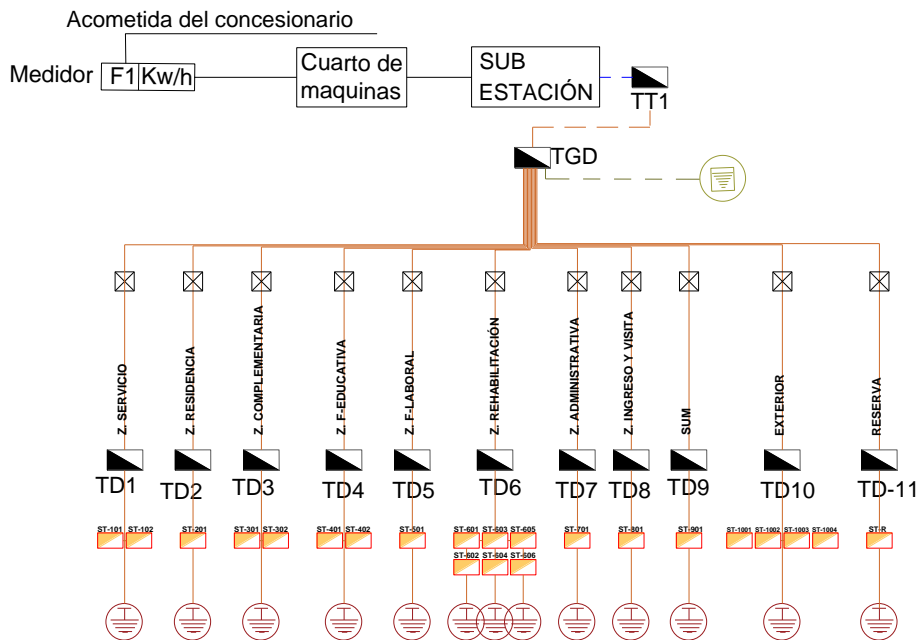 Acometida del concesionario
Medidor
F1
Kw/h
Cuarto de
maquinas
SUB
ESTACIÓN
TT1
TGD
Z. SERVICIO
Z. RESIDENCIA
Z. COMPLEMENTARIA
Z. F-EDUCATIVA
Z. F-LABORAL
Z. REHABILITACIÓN
Z. ADMINISTRATIVA
Z. INGRESO Y VISITA
SUM
EXTERIOR
RESERVA
TD1
TD2
TD3
TD4
TD5
TD6
TD7
TD8
TD9
TD10
TD-11
ST-101
ST-102
ST-201
ST-301
ST-302
ST-401
ST-402
ST-501
ST-601
ST-603
ST-605
ST-701
ST-801
ST-901
ST-1001
ST-1002
ST-1003
ST-1004
ST-R
ST-602
ST-604
ST-606